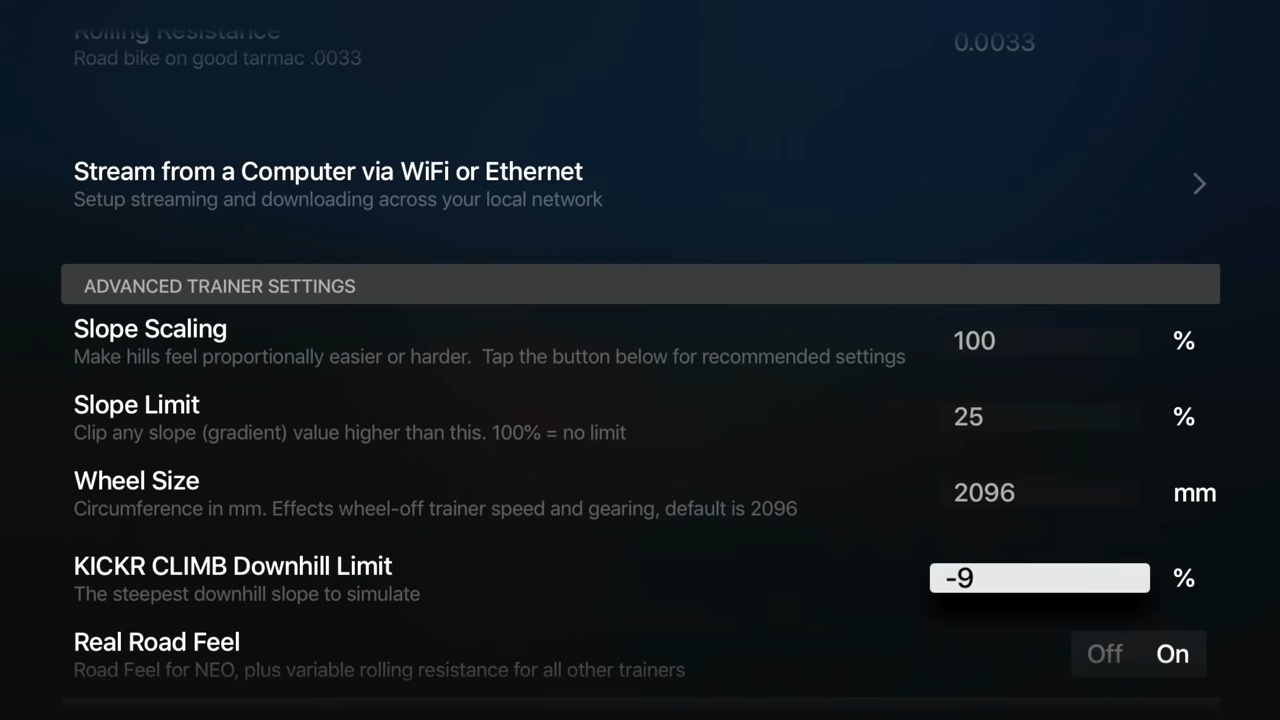 Rolling Resistance
Road bike on good tarmac .0033
0.0033
Stream from a Computer via WiFi or Ethernet
Setup streaming and downloading across your local network
ADVANCED TRAINER SETTINGS
Slope Scaling
Make hills feel proportionally easier or harder.  Tap the button below for recommended settings
100 %
Slope Limit
Clip any slope (gradient) value higher than this. 100% = no limit
25 %
Wheel Size
Circumference in mm. Effects wheel-off trainer speed and gearing, default is 2096
2096 mm
KICKR CLIMB Downhill Limit
The steepest downhill slope to simulate
-9 %
Real Road Feel
Road Feel for NEO, plus variable rolling resistance for all other trainers
Off On